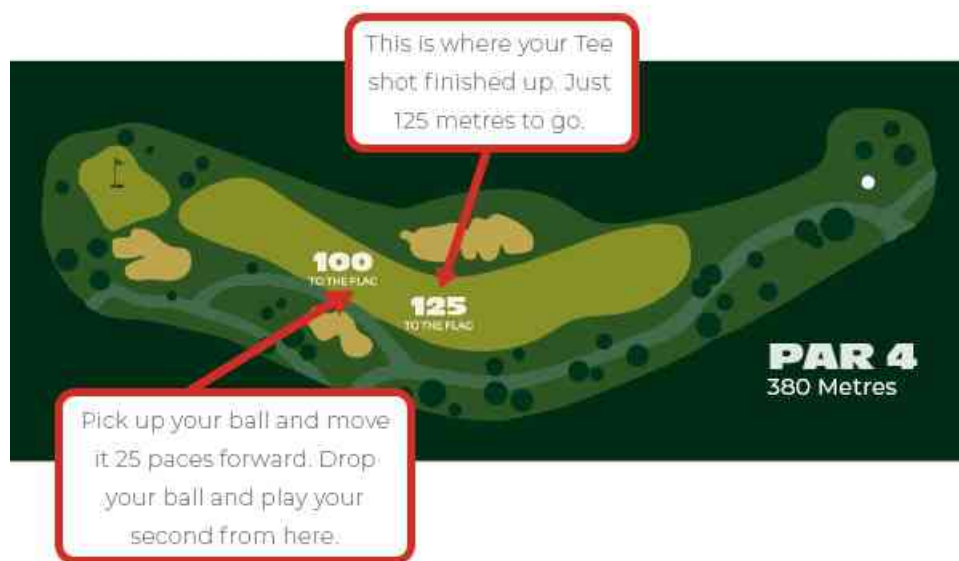 This is where your Tee
shot finished up. Just
125 metres to go.
100
TO THE FLAG
125
TO THE FLAG
PAR 4
380 Metres
Pick up your ball and move
it 25 paces forward. Drop
your ball and play your
second from here.